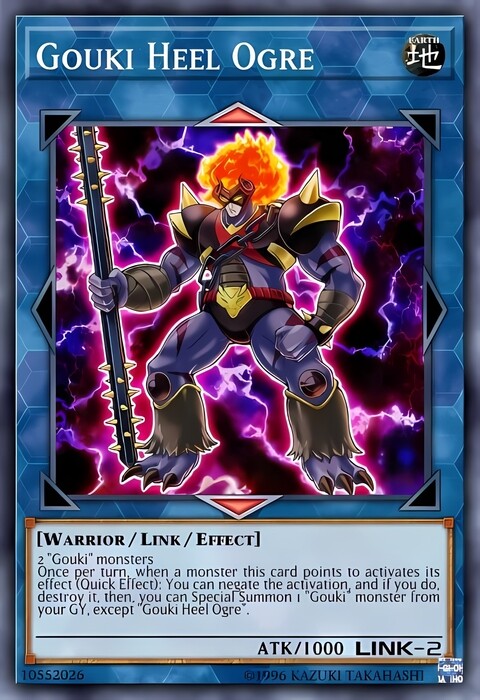 GOUKI HEEL OGRE
EARTH
地
[WARRIOR / LINK / EFFECT]
2 "Gouki" monsters
Once per turn, when a monster this card points to activates its
effect (Quick Effect): You can negate the activation, and if you do,
destroy it, then, you can Special Summon 1 "Gouki" monster from
your GY, except "Gouki Heel Ogre".
ATK/1000 LINK-2
10552026 ©1996 KAZUKI TAKAHASHI